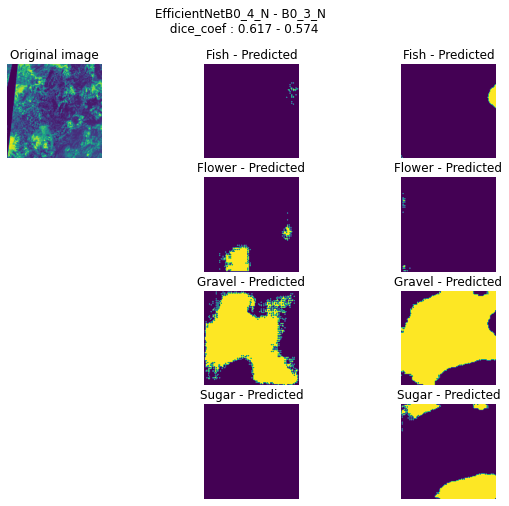 EfficientNetB0_4_N - B0_3_N
dice_coef : 0.617 - 0.574
Original image
Fish - Predicted
Fish - Predicted
Flower - Predicted
Flower - Predicted
Gravel - Predicted
Gravel - Predicted
Sugar - Predicted
Sugar - Predicted